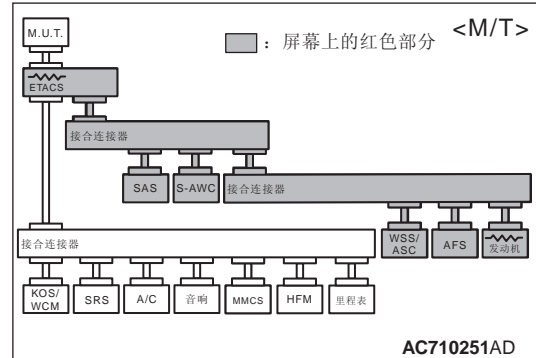 M.U.T.
：屏幕上的红色部分
<M/T>
ETACS
接合连接器
SAS
S-AWC
接合连接器
接合连接器
WSS/
ASC
AFS
发动机
KOS/
WCM
SRS
A/C
音响
MMCS
HFM
里程表
AC710251AD